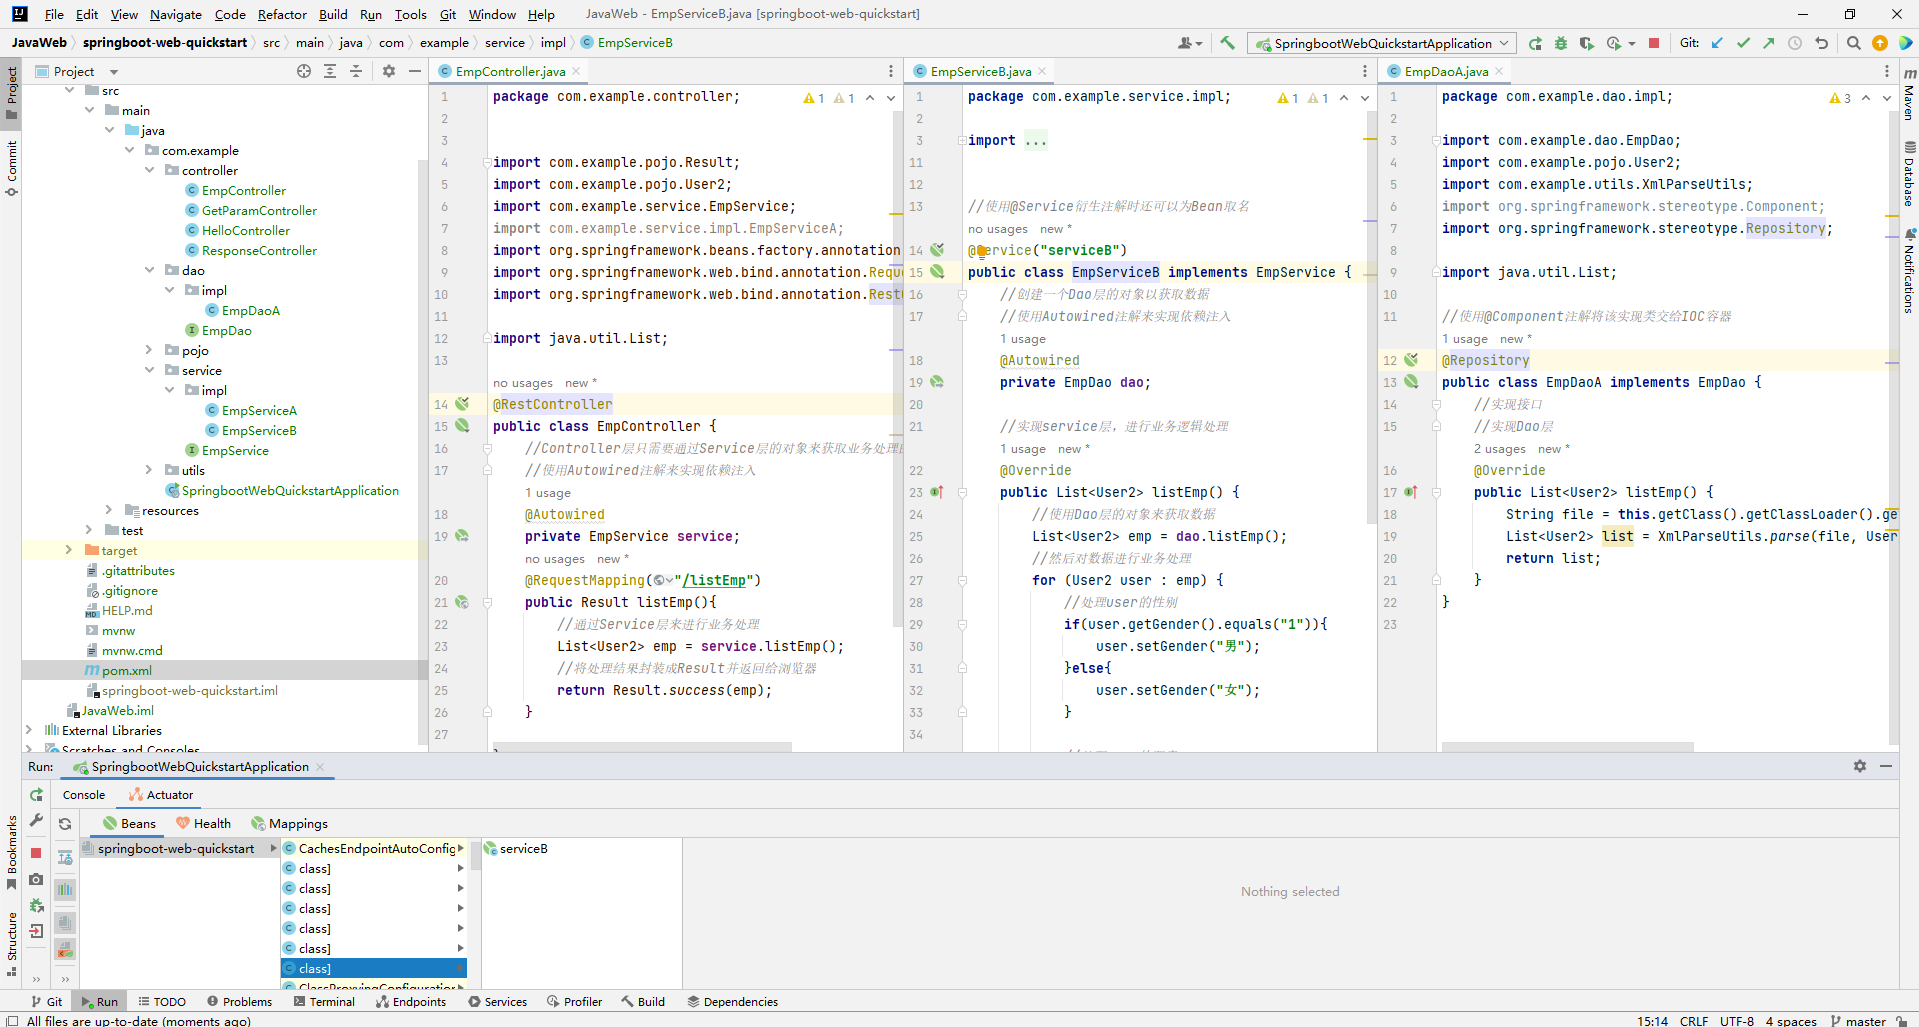 File Edit View Navigate Code Refactor Build Run Tools Git Window Help JavaWeb - EmpServiceB.java [springboot-web-quickstart]
JavaWeb springboot-web-quickstart src main java com example service impl EmpServiceB
SpringbootWebQuickstartApplication Git:
Project
Commit
Bookmarks
Structure
Project
src
main
java
com.example
controller
EmpController
GetParamController
HelloController
ResponseController
dao
impl
EmpDaoA
EmpDao
pojo
service
impl
EmpServiceA
EmpServiceB
EmpService
utils
SpringbootWebQuickstartApplication
resources
test
target
.gitattributes
.gitignore
HELP.md
mvnw
mvnw.cmd
pom.xml
springboot-web-quickstart.iml
JavaWeb.iml
External Libraries
Scratches and Consoles
EmpController.java
1 package com.example.controller; 1 1
2
3
4 import com.example.pojo.Result;
5 import com.example.pojo.User2;
6 import com.example.service.EmpService;
7 import com.example.service.impl.EmpServiceA;
8 import org.springframework.beans.factory.annotation.
9 import org.springframework.web.bind.annotation.Reque
10 import org.springframework.web.bind.annotation.Rest
11
12 import java.util.List;
13
no usages new *
14 @RestController
15 public class EmpController {
16 //Controller层只需要通过Service层的对象来获取业务处理
17 //使用Autowired注解来实现依赖注入
1 usage
18 @Autowired
19 private EmpService service;
no usages new *
20 @RequestMapping("/listEmp")
21 public Result listEmp(){
22 //通过Service层来进行业务处理
23 List<User2> emp = service.listEmp();
24 //将处理结果封装成Result并返回给浏览器
25 return Result.success(emp);
26 }
27
EmpServiceB.java
1 package com.example.service.impl; 1 1
2
3 import ...
11
12
13 //使用@Service衍生注解时还可以为Bean取名
no usages new *
14 @Service("serviceB")
15 public class EmpServiceB implements EmpService {
16 //创建一个Dao层的对象以获取数据
17 //使用Autowired注解来实现依赖注入
1 usage
18 @Autowired
19 private EmpDao dao;
20
21 //实现service层，进行业务逻辑处理
1 usage new *
22 @Override
23 public List<User2> listEmp() {
24 //使用Dao层的对象来获取数据
25 List<User2> emp = dao.listEmp();
26 //然后对数据进行业务处理
27 for (User2 user : emp) {
28 //处理user的性别
29 if(user.getGender().equals("1")){
30 user.setGender("男");
31 }else{
32 user.setGender("女");
33 }
34
EmpDaoA.java
1 package com.example.dao.impl; 3
2
3 import com.example.dao.EmpDao;
4 import com.example.pojo.User2;
5 import com.example.utils.XmlParseUtils;
6 import org.springframework.stereotype.Component;
7 import org.springframework.stereotype.Repository;
8
9 import java.util.List;
10
11 //使用@Component注解将该实现类交给IOC容器
1 usage new *
12 @Repository
13 public class EmpDaoA implements EmpDao {
14 //实现接口
15 //实现Dao层
2 usages new *
16 @Override
17 public List<User2> listEmp() {
18 String file = this.getClass().getClassLoader().ge
19 List<User2> list = XmlParseUtils.parse(file, User
20 return list;
21 }
22 }
23
Maven
Database
Notifications
Run: SpringbootWebQuickstartApplication
Console Actuator
Beans Health Mappings
springboot-web-quickstart
CachesEndpointAutoConfig
class]
class]
class]
class]
class]
class]
ClassProxyingConfiguration
serviceB
Nothing selected
Git Run TODO Problems Terminal Endpoints Services Profiler Build Dependencies
All files are up-to-date (moments ago) 15:14 CRLF UTF-8 4 spaces master